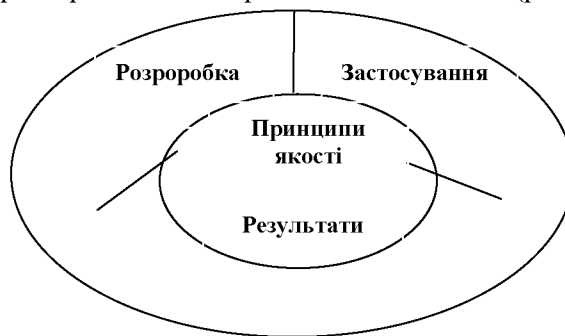 Розроробка
Застосування
Принципи
якості
Результати